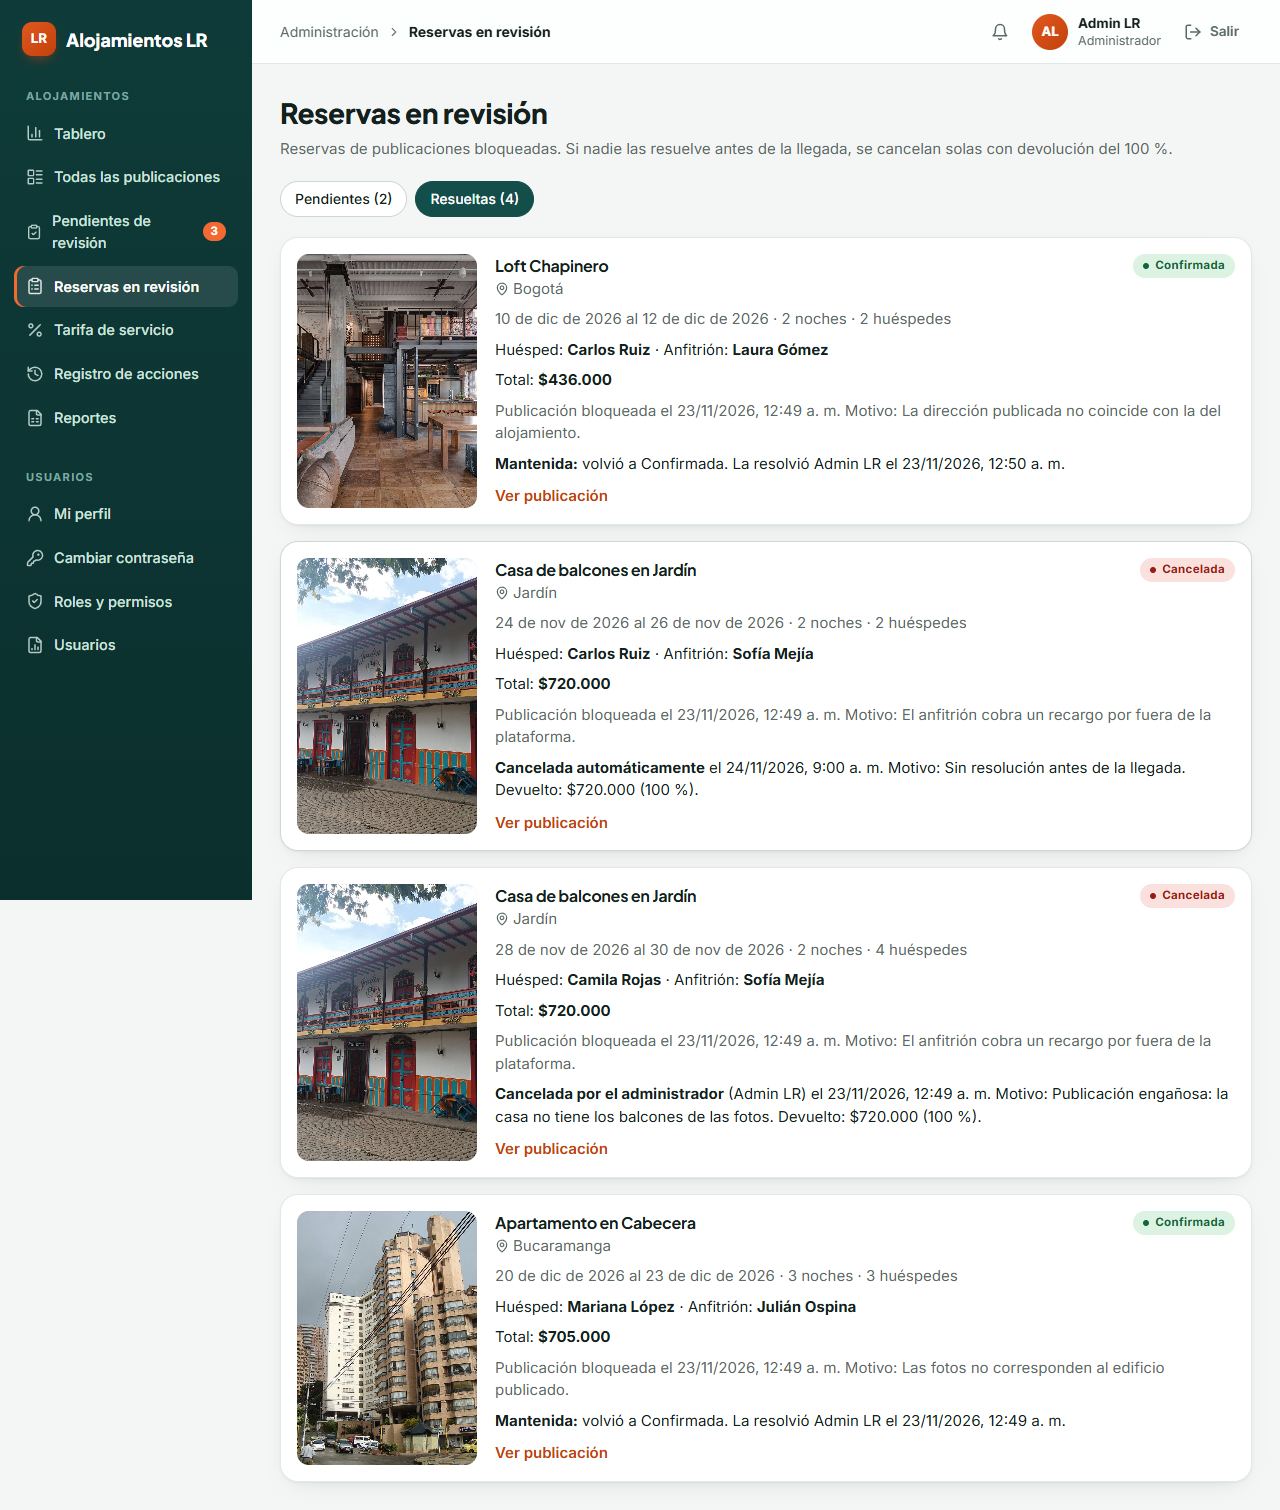 LR Alojamientos LR
Administración > Reservas en revisión
AL Admin LR
Administrador
Salir
ALOJAMIENTOS
Tablero
Todas las publicaciones
Pendientes de
revisión
3
Reservas en revisión
Tarifa de servicio
Registro de acciones
Reportes
USUARIOS
Mi perfil
Cambiar contraseña
Roles y permisos
Usuarios
Reservas en revisión
Reservas de publicaciones bloqueadas. Si nadie las resuelve antes de la llegada, se cancelan solas con devolución del 100 %.
Pendientes (2) Resueltas (4)
Loft Chapinero
Confirmada
Bogotá
10 de dic de 2026 al 12 de dic de 2026 · 2 noches · 2 huéspedes
Huésped: Carlos Ruiz · Anfitrión: Laura Gómez
Total: $436.000
Publicación bloqueada el 23/11/2026, 12:49 a. m. Motivo: La dirección publicada no coincide con la del
alojamiento.
Mantenida: volvió a Confirmada. La resolvió Admin LR el 23/11/2026, 12:50 a. m.
Ver publicación
Casa de balcones en Jardín
Cancelada
Jardín
24 de nov de 2026 al 26 de nov de 2026 · 2 noches · 2 huéspedes
Huésped: Carlos Ruiz · Anfitrión: Sofía Mejía
Total: $720.000
Publicación bloqueada el 23/11/2026, 12:49 a. m. Motivo: El anfitrión cobra un recargo por fuera de la
plataforma.
Cancelada automáticamente el 24/11/2026, 9:00 a. m. Motivo: Sin resolución antes de la llegada.
Devuelto: $720.000 (100 %).
Ver publicación
Casa de balcones en Jardín
Cancelada
Jardín
28 de nov de 2026 al 30 de nov de 2026 · 2 noches · 4 huéspedes
Huésped: Camila Rojas · Anfitrión: Sofía Mejía
Total: $720.000
Publicación bloqueada el 23/11/2026, 12:49 a. m. Motivo: El anfitrión cobra un recargo por fuera de la
plataforma.
Cancelada por el administrador (Admin LR) el 23/11/2026, 12:49 a. m. Motivo: Publicación engañosa: la
casa no tiene los balcones de las fotos. Devuelto: $720.000 (100 %).
Ver publicación
Apartamento en Cabecera
Confirmada
Bucaramanga
20 de dic de 2026 al 23 de dic de 2026 · 3 noches · 3 huéspedes
Huésped: Mariana López · Anfitrión: Julián Ospina
Total: $705.000
Publicación bloqueada el 23/11/2026, 12:49 a. m. Motivo: Las fotos no corresponden al edificio
publicado.
Mantenida: volvió a Confirmada. La resolvió Admin LR el 23/11/2026, 12:49 a. m.
Ver publicación